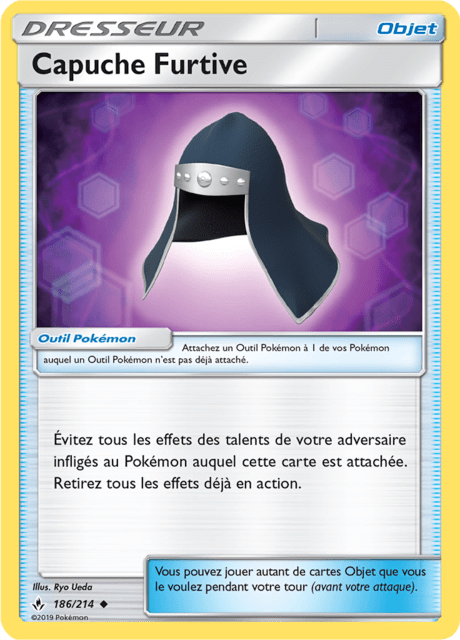 DRESSEUR
Objet
Capuche Furtive
Outil Pokémon
Attachez un Outil Pokémon à 1 de vos Pokémon
auquel un Outil Pokémon n'est pas déjà attaché.
Évitez tous les effets des talents de votre adversaire
infligés au Pokémon auquel cette carte est attachée.
Retirez tous les effets déjà en action.
Vous pouvez jouer autant de cartes Objet que vous
le voulez pendant votre tour (avant votre attaque).
Illus. Ryo Ueda
186/214 ◆
©2019 Pokémon